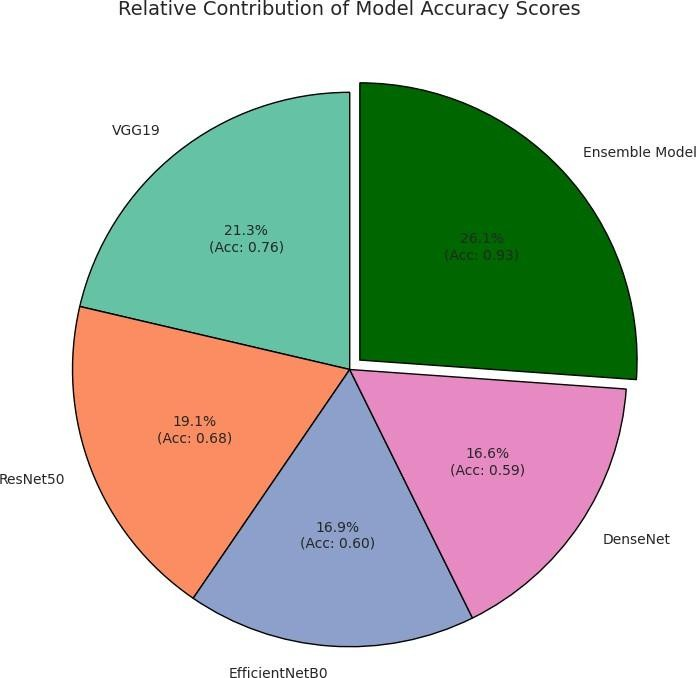 Relative Contribution of Model Accuracy Scores
VGG19
Ensemble Model
21.3%
(Acc: 0.76)
26.1%
(Acc: 0.93)
19.1%
(Acc: 0.68)
16.6%
(Acc: 0.59)
ResNet50
16.9%
(Acc: 0.60)
DenseNet
EfficientNetB0